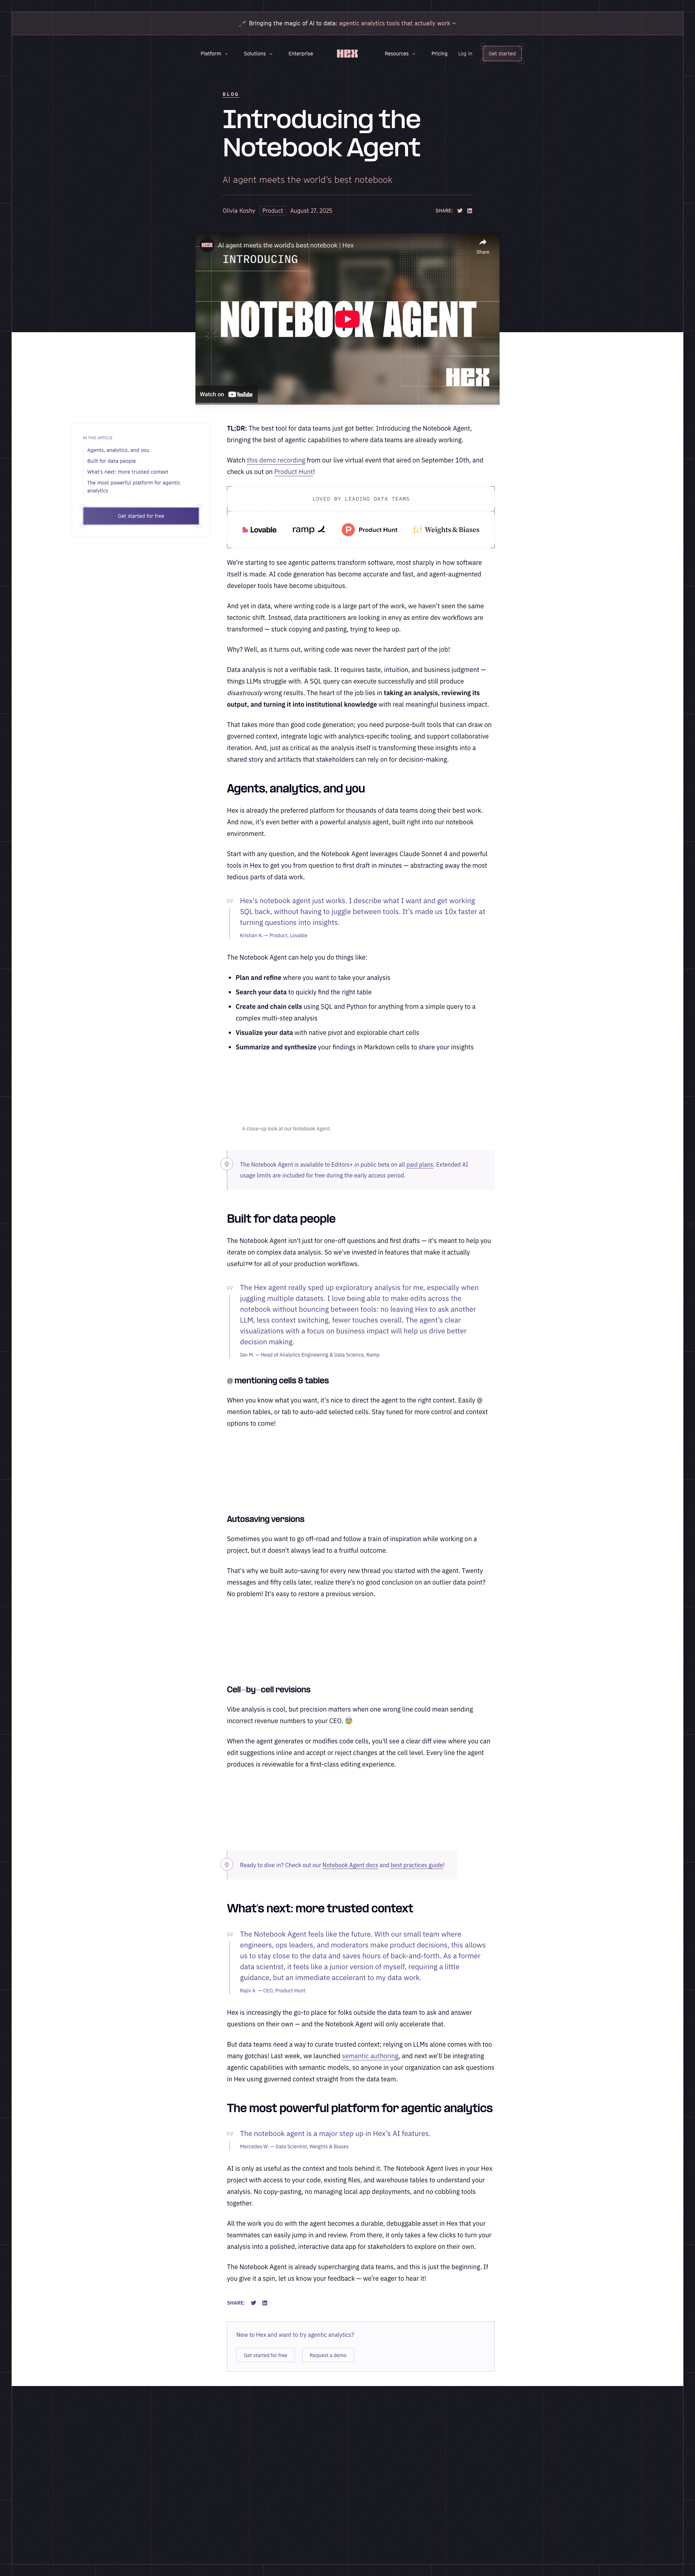 Bringing the magic of AI to data: agentic analytics tools that actually work →
Platform
Solutions
Enterprise
HEX
Resources
Pricing
Log in
Get started
BLOG
Introducing the
Notebook Agent
AI agent meets the world's best notebook
Olivia Koshy
Product
August 27, 2025
SHARE:
HEX
AI agent meets the world's best notebook | Hex
Share
INTRODUCING
NOTEBOOK AGENT
HEX
Watch on YouTube
IN THIS ARTICLE
Agents, analytics, and you
Built for data people
What's next: more trusted context
The most powerful platform for agentic
analytics
Get started for free
TL;DR: The best tool for data teams just got better. Introducing the Notebook Agent,
bringing the best of agentic capabilities to where data teams are already working.
Watch this demo recording from our live virtual event that aired on September 10th, and
check us out on Product Hunt!
LOVED BY LEADING DATA TEAMS
Lovable
ramp
P Product Hunt
Weights & Biases
We're starting to see agentic patterns transform software, most sharply in how software
itself is made. AI code generation has become accurate and fast, and agent-augmented
developer tools have become ubiquitous.
And yet in data, where writing code is a large part of the work, we haven't seen the same
tectonic shift. Instead, data practitioners are looking in envy as entire dev workflows are
transformed — stuck copying and pasting, trying to keep up.
Why? Well, as it turns out, writing code was never the hardest part of the job!
Data analysis is not a verifiable task. It requires taste, intuition, and business judgment —
things LLMs struggle with. A SQL query can execute successfully and still produce
disastrously wrong results. The heart of the job lies in taking an analysis, reviewing its
output, and turning it into institutional knowledge with real meaningful business impact.
That takes more than good code generation; you need purpose-built tools that can draw on
governed context, integrate logic with analytics-specific tooling, and support collaborative
iteration. And, just as critical as the analysis itself is transforming these insights into a
shared story and artifacts that stakeholders can rely on for decision-making.
Agents, analytics, and you
Hex is already the preferred platform for thousands of data teams doing their best work.
And now, it's even better with a powerful analysis agent, built right into our notebook
environment.
Start with any question, and the Notebook Agent leverages Claude Sonnet 4 and powerful
tools in Hex to get you from question to first draft in minutes — abstracting away the most
tedious parts of data work.
Hex's notebook agent just works. I describe what I want and get working
SQL back, without having to juggle between tools. It's made us 10x faster at
turning questions into insights.
Kristian K. — Product, Lovable
The Notebook Agent can help you do things like:
• Plan and refine where you want to take your analysis
• Search your data to quickly find the right table
• Create and chain cells using SQL and Python for anything from a simple query to a
complex multi-step analysis
• Visualize your data with native pivot and explorable chart cells
• Summarize and synthesize your findings in Markdown cells to share your insights
A close-up look at our Notebook Agent.
The Notebook Agent is available to Editors+ in public beta on all paid plans. Extended AI
usage limits are included for free during the early access period.
Built for data people
The Notebook Agent isn't just for one-off questions and first drafts — it's meant to help you
iterate on complex data analysis. So we've invested in features that make it actually
useful™ for all of your production workflows.
The Hex agent really sped up exploratory analysis for me, especially when
juggling multiple datasets. I love being able to make edits across the
notebook without bouncing between tools: no leaving Hex to ask another
LLM, less context switching, fewer touches overall. The agent's clear
visualizations with a focus on business impact will help us drive better
decision making.
Ian M. — Head of Analytics Engineering & Data Science, Ramp
@ mentioning cells & tables
When you know what you want, it's nice to direct the agent to the right context. Easily @
mention tables, or tab to auto-add selected cells. Stay tuned for more control and context
options to come!
Autosaving versions
Sometimes you want to go off-road and follow a train of inspiration while working on a
project, but it doesn't always lead to a fruitful outcome.
That's why we built auto-saving for every new thread you started with the agent. Twenty
messages and fifty cells later, realize there's no good conclusion on an outlier data point?
No problem! It's easy to restore a previous version.
Cell-by-cell revisions
Vibe analysis is cool, but precision matters when one wrong line could mean sending
incorrect revenue numbers to your CEO. 😰
When the agent generates or modifies code cells, you'll see a clear diff view where you can
edit suggestions inline and accept or reject changes at the cell level. Every line the agent
produces is reviewable for a first-class editing experience.
Ready to dive in? Check out our Notebook Agent docs and best practices guide!
What's next: more trusted context
The Notebook Agent feels like the future. With our small team where
engineers, ops leaders, and moderators make product decisions, this allows
us to stay close to the data and saves hours of back-and-forth. As a former
data scientist, it feels like a junior version of myself, requiring a little
guidance, but an immediate accelerant to my data work.
Rajiv A. — CEO, Product Hunt
Hex is increasingly the go-to place for folks outside the data team to ask and answer
questions on their own — and the Notebook Agent will only accelerate that.
But data teams need a way to curate trusted context; relying on LLMs alone comes with too
many gotchas! Last week, we launched semantic authoring, and next we'll be integrating
agentic capabilities with semantic models, so anyone in your organization can ask questions
in Hex using governed context straight from the data team.
The most powerful platform for agentic analytics
The notebook agent is a major step up in Hex's AI features.
Mercedes W. — Data Scientist, Weights & Biases
AI is only as useful as the context and tools behind it. The Notebook Agent lives in your Hex
project with access to your code, existing files, and warehouse tables to understand your
analysis. No copy-pasting, no managing local app deployments, and no cobbling tools
together.
All the work you do with the agent becomes a durable, debuggable asset in Hex that your
teammates can easily jump in and review. From there, it only takes a few clicks to turn your
analysis into a polished, interactive data app for stakeholders to explore on their own.
The Notebook Agent is already supercharging data teams, and this is just the beginning. If
you give it a spin, let us know your feedback — we're eager to hear it!
SHARE:
New to Hex and want to try agentic analytics?
Get started for free
Request a demo